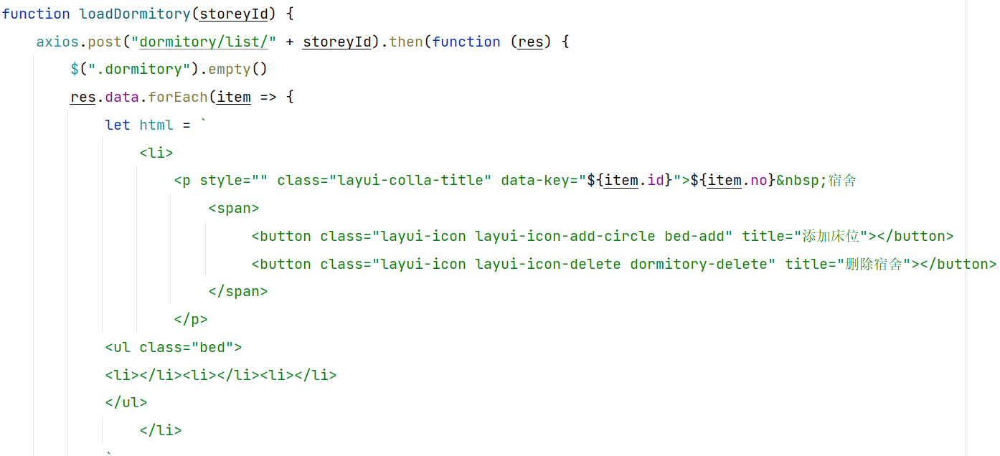 function loadDormitory(storeyId) {
axios.post("dormitory/list/" + storeyId).then(function (res) {
$(".dormitory").empty()
res.data.forEach(item => {
let html = `
<li>
<p style="" class="layui-colla-title" data-key="${item.id}">${item.no}&nbsp;宿舍
<span>
<button class="layui-icon layui-icon-add-circle bed-add" title="添加床位"></button>
<button class="layui-icon layui-icon-delete dormitory-delete" title="删除宿舍"></button>
</span>
</p>
<ul class="bed">
<li></li><li></li><li></li>
</ul>
</li>
`